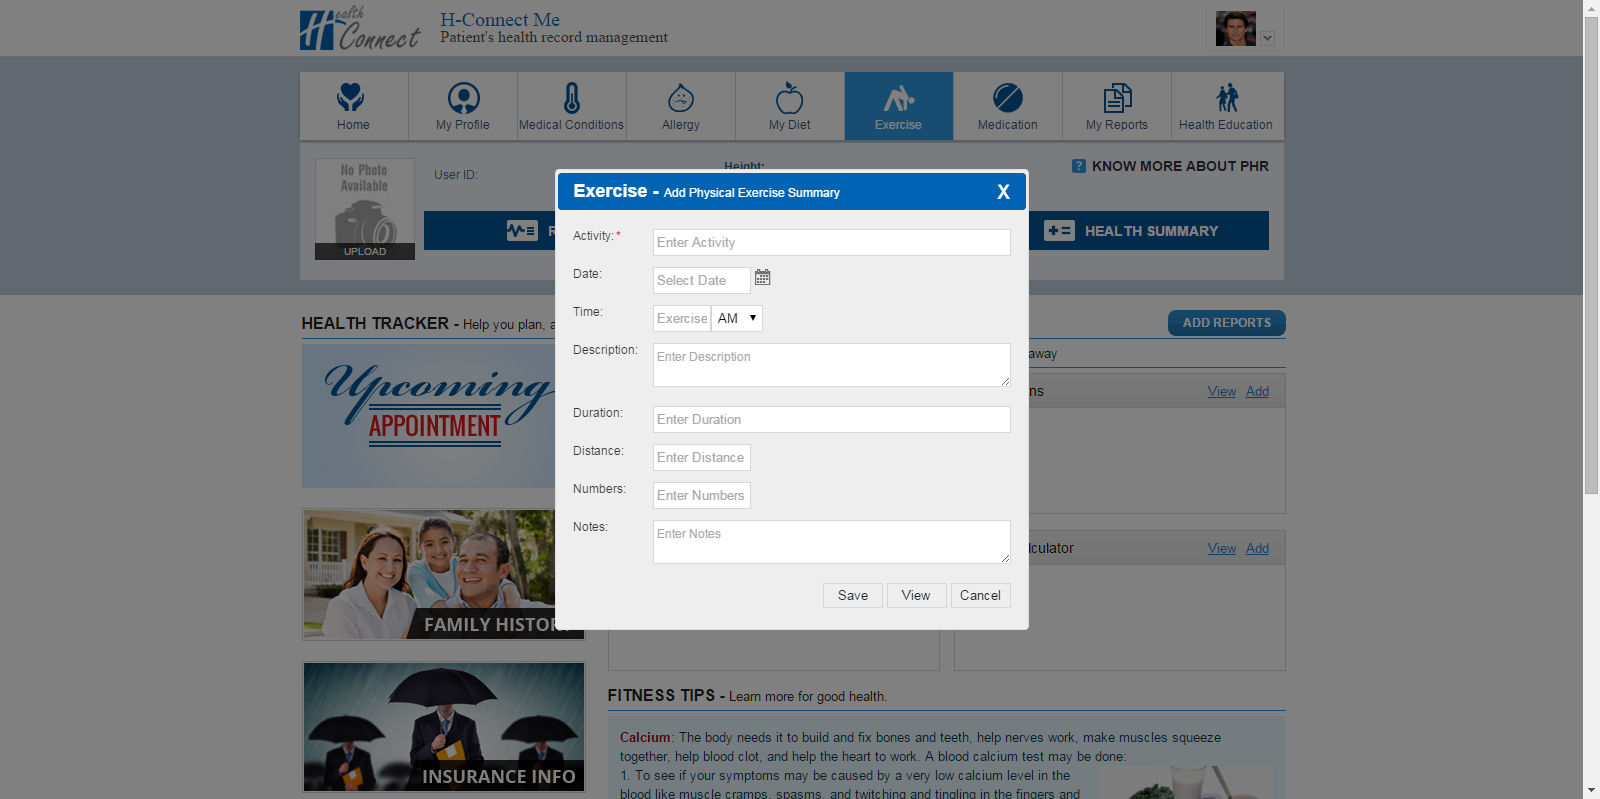 Health
Connect
H-Connect Me
Patient's health record management
Home
My Profile
Medical Conditions
Allergy
My Diet
Exercise
Medication
My Reports
Health Education
No Photo
Available
UPLOAD
User ID:
Height:
? KNOW MORE ABOUT PHR
HEALTH SUMMARY
Exercise - Add Physical Exercise Summary
X
Activity:*
Enter Activity
Date:
Select Date
Time:
Exercise
AM
Description:
Enter Description
Duration:
Enter Duration
Distance:
Enter Distance
Numbers:
Enter Numbers
Notes:
Enter Notes
Save
View
Cancel
HEALTH TRACKER - Help you plan, a
ADD REPORTS
away
Upcoming
APPOINTMENT
ns
View Add
lculator
View Add
FAMILY HISTORY
INSURANCE INFO
FITNESS TIPS - Learn more for good health.
Calcium: The body needs it to build and fix bones and teeth, help nerves work, make muscles squeeze
together, help blood clot, and help the heart to work. A blood calcium test may be done:
1. To see if your symptoms may be caused by a very low calcium level in the
blood like muscle cramps, spasms, and twitching and tingling in the fingers and